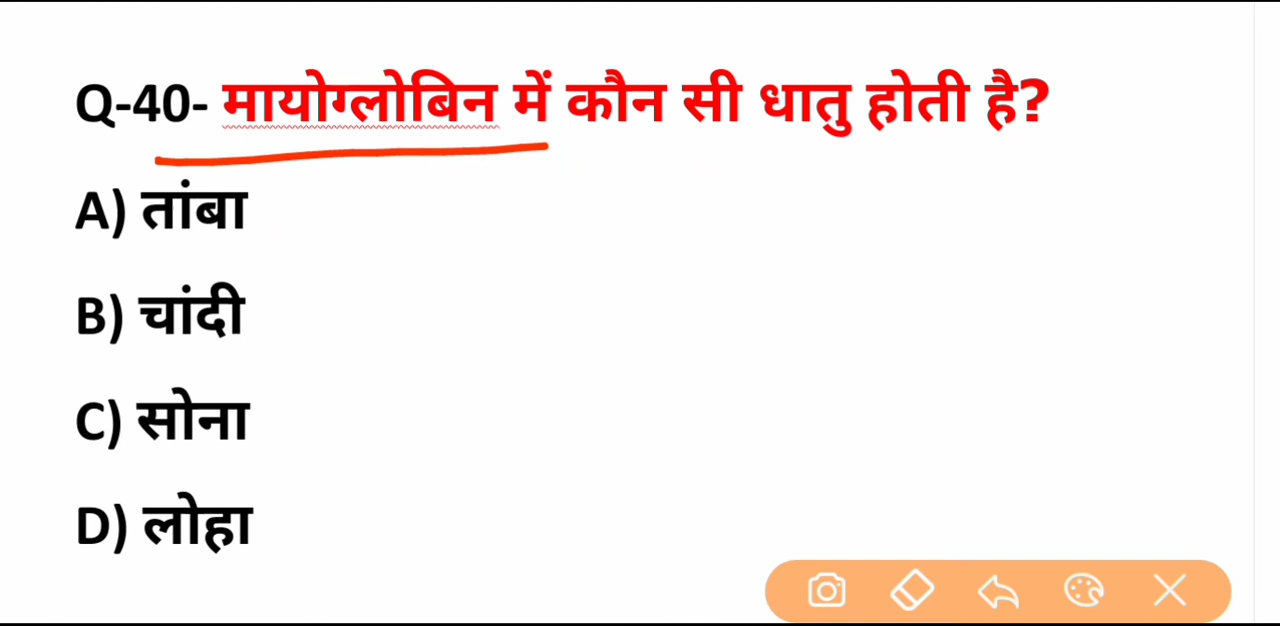 Q-40- मायोग्लोबिन में कौन सी धातु होती है?
A) तांबा
B) चांदी
C) सोना
D) लोहा